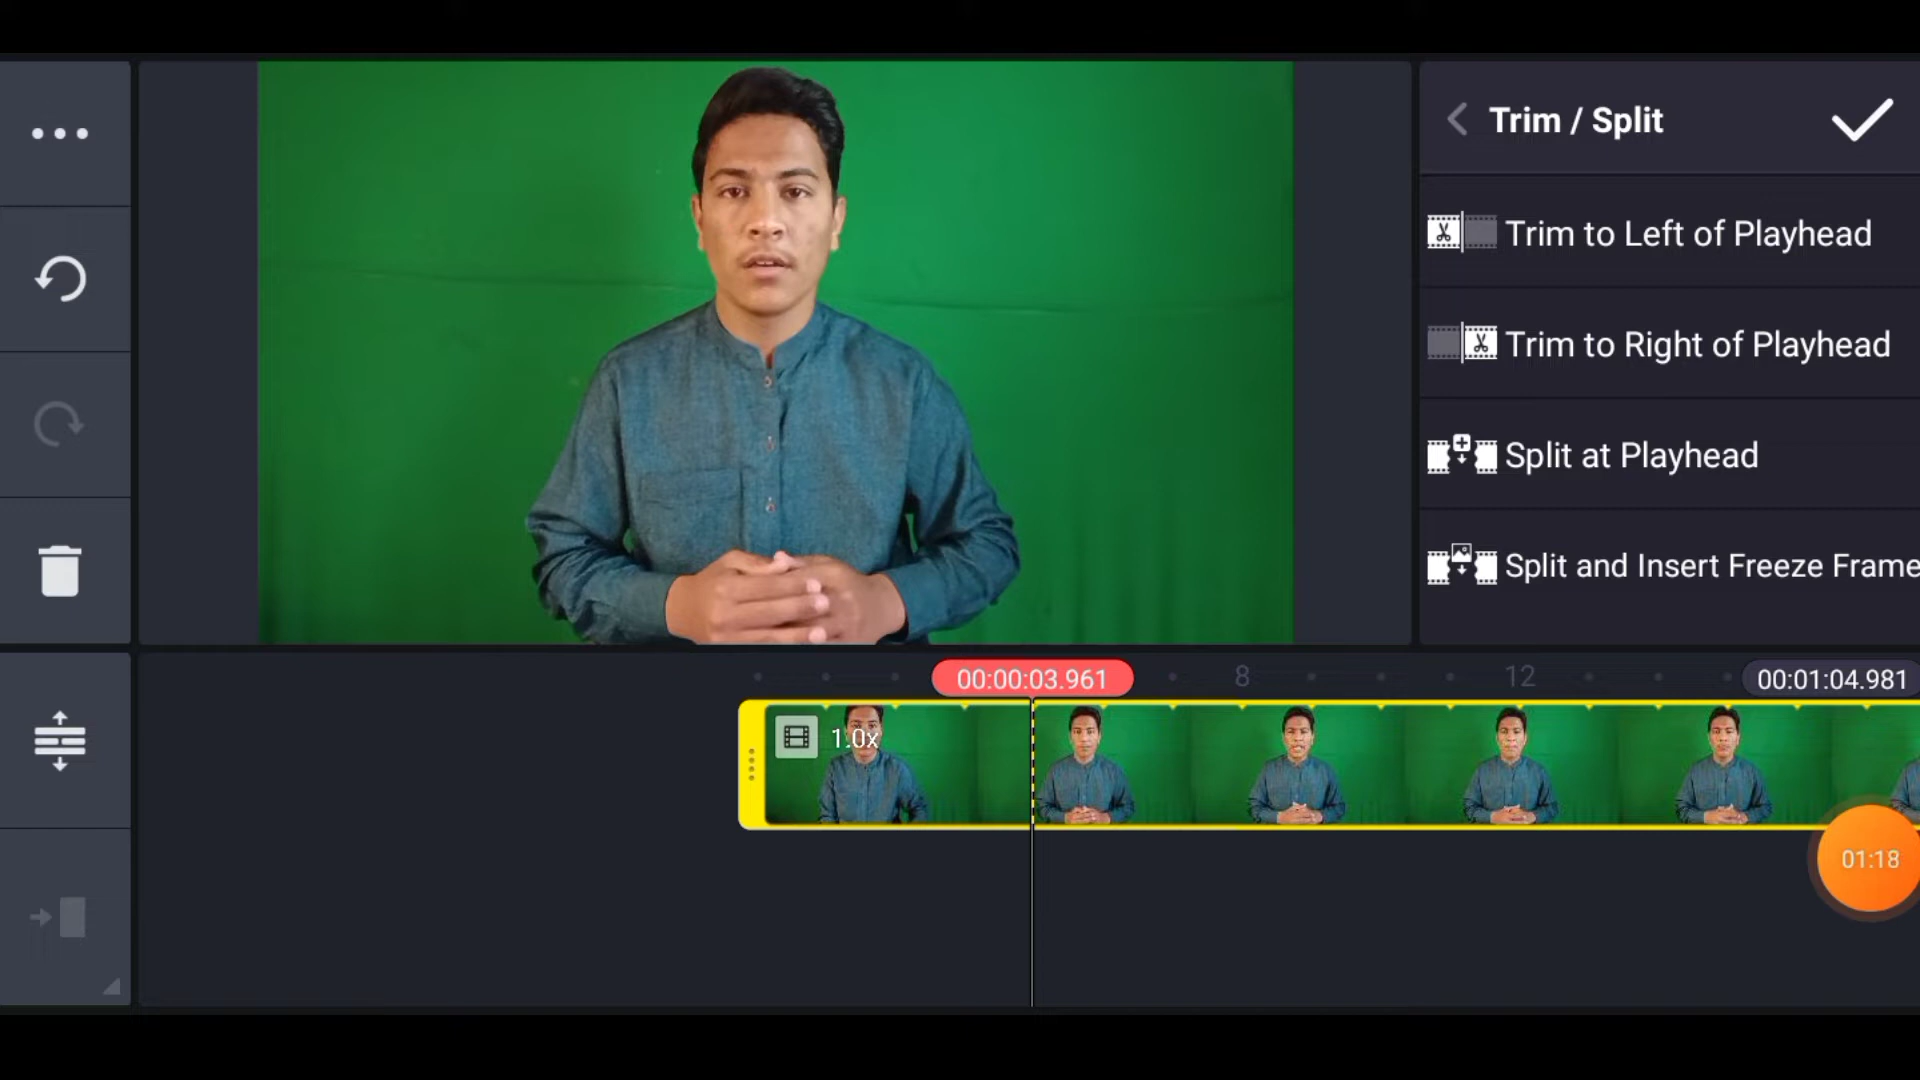 Trim / Split
Trim to Left of Playhead
Trim to Right of Playhead
Split at Playhead
Split and Insert Freeze Frame
00:00:03.961
8
12
00:01:04.981
1.0x
01:18